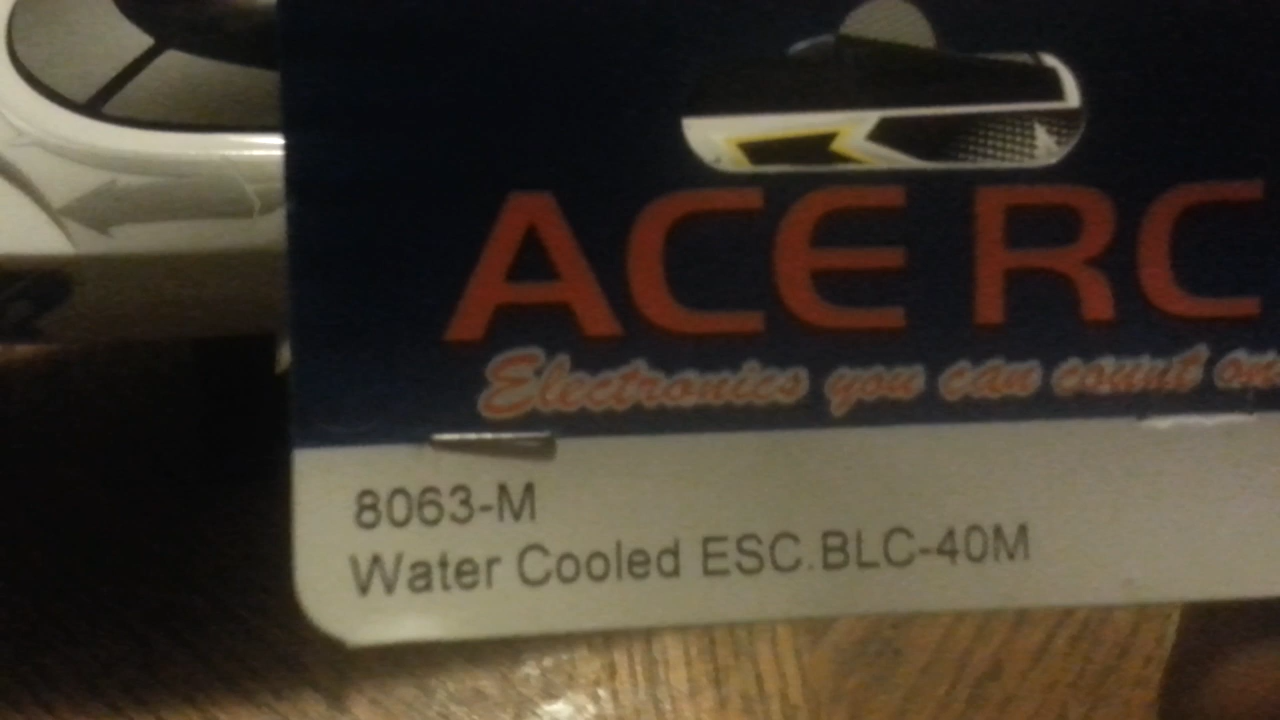 ACE RC
Electronics you can count on
8063-M
Water Cooled ESC.BLC-40M